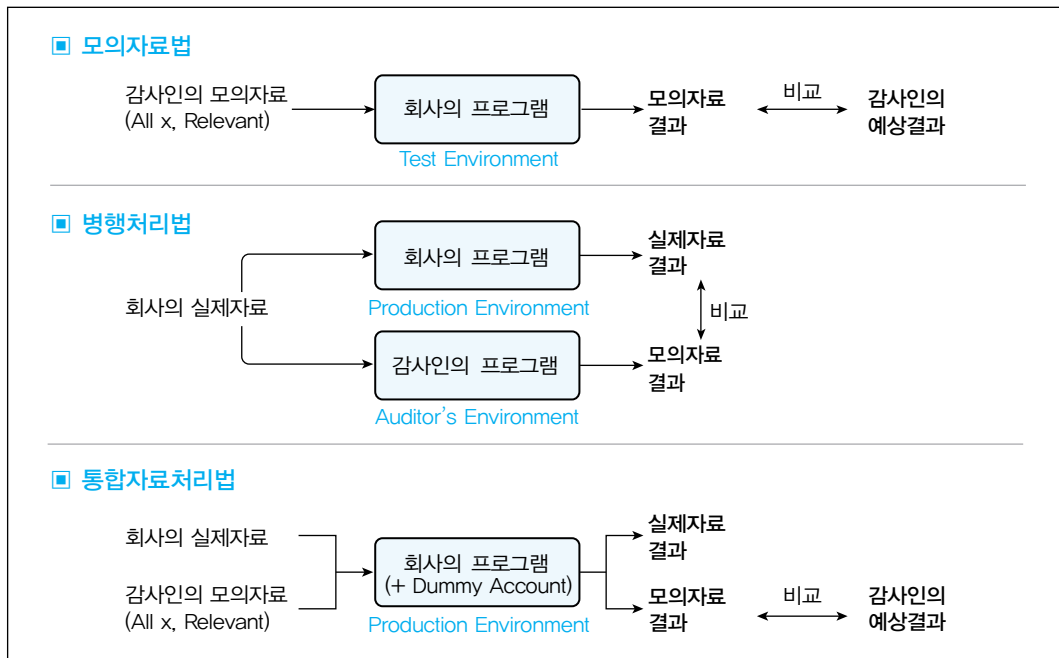 ▣ 모의자료법
감사인의 모의자료
(All x, Relevant)
회사의 프로그램
Test Environment
모의자료
결과
비교
감사인의
예상결과
▣ 병행처리법
회사의 실제자료
회사의 프로그램
Production Environment
실제자료
결과
비교
감사인의 프로그램
Auditor's Environment
모의자료
결과
▣ 통합자료처리법
회사의 실제자료
감사인의 모의자료
(All x, Relevant)
회사의 프로그램
(+ Dummy Account)
Production Environment
실제자료
결과
모의자료
결과
비교
감사인의
예상결과